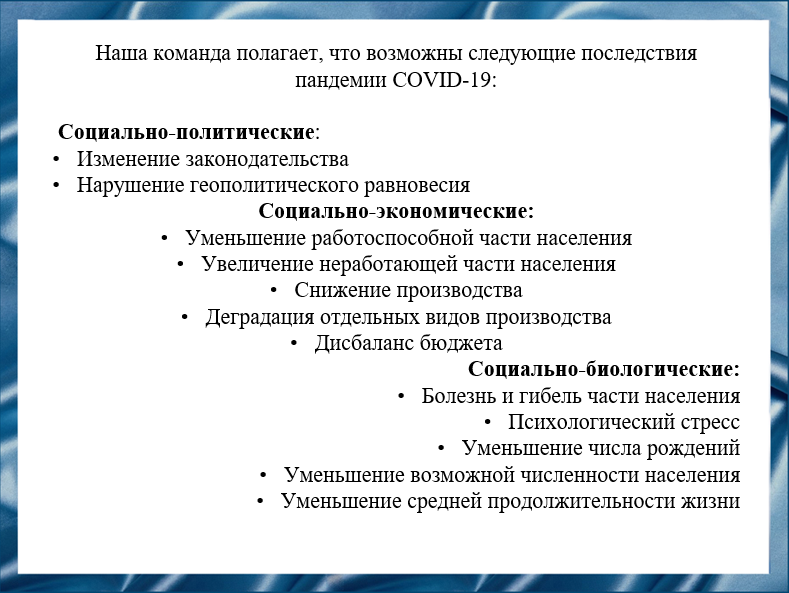 Наша команда полагает, что возможны следующие последствия
пандемии COVID-19:
Социально-политические:
• Изменение законодательства
• Нарушение геополитического равновесия
Социально-экономические:
• Уменьшение работоспособной части населения
• Увеличение неработающей части населения
• Снижение производства
• Деградация отдельных видов производства
• Дисбаланс бюджета
Социально-биологические:
• Болезнь и гибель части населения
• Психологический стресс
• Уменьшение числа рождений
• Уменьшение возможной численности населения
• Уменьшение средней продолжительности жизни